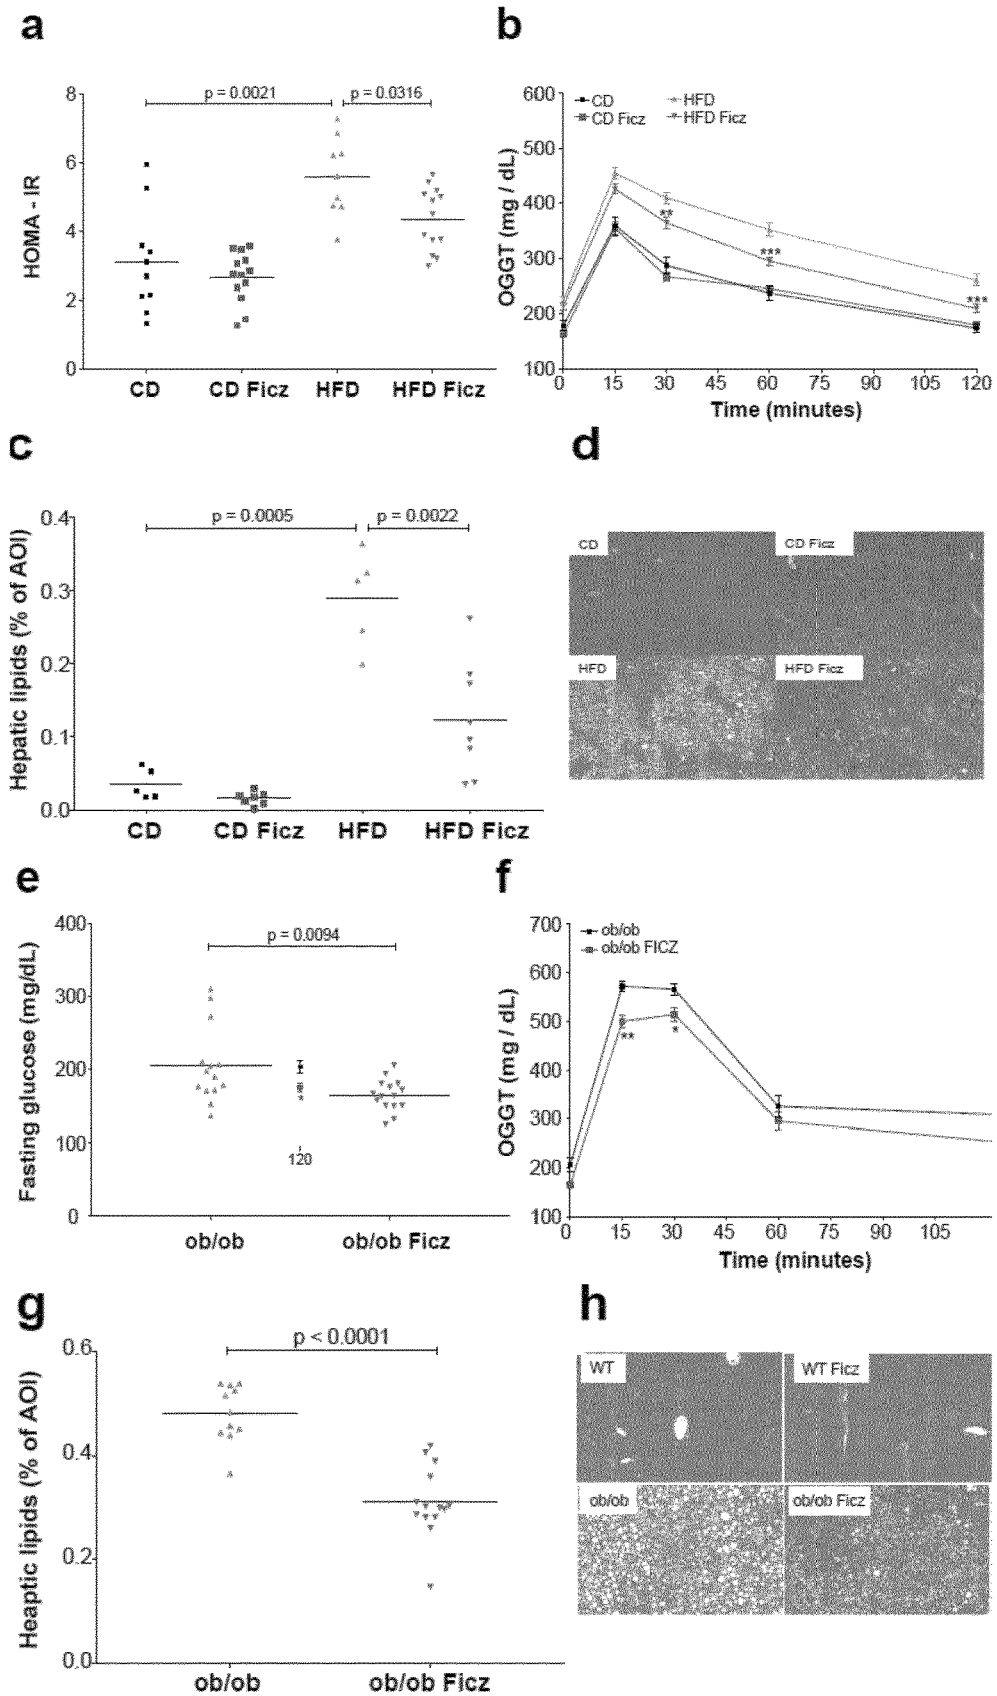 a
HOMA - IR
8
6
4
2
0
p = 0.0021
p = 0.0316
CD
CD Ficz
HFD
HFD Ficz
b
OGGT (mg / dL)
600
500
400
300
200
100
CD
HFD
CD Ficz
HFD Ficz
**
***
***
0
15
30
45
60
75
90
105
120
Time (minutes)
c
Hepatic lipids (% of AOI)
0.4
0.3
0.2
0.1
0.0
p = 0.0005
p = 0.0022
CD
CD Ficz
HFD
HFD Ficz
d
CD
CD Ficz
HFD
HFD Ficz
e
Fasting glucose (mg/dL)
400
300
200
100
0
p = 0.0094
120
ob/ob
ob/ob Ficz
f
OGGT (mg / dL)
700
600
500
400
300
200
100
ob/ob
ob/ob FICZ
**
*
0
15
30
45
60
75
90
105
Time (minutes)
g
Heaptic lipids (% of AOI)
0.6
0.4
0.2
0.0
p < 0.0001
ob/ob
ob/ob Ficz
h
WT
WT Ficz
ob/ob
ob/ob Ficz